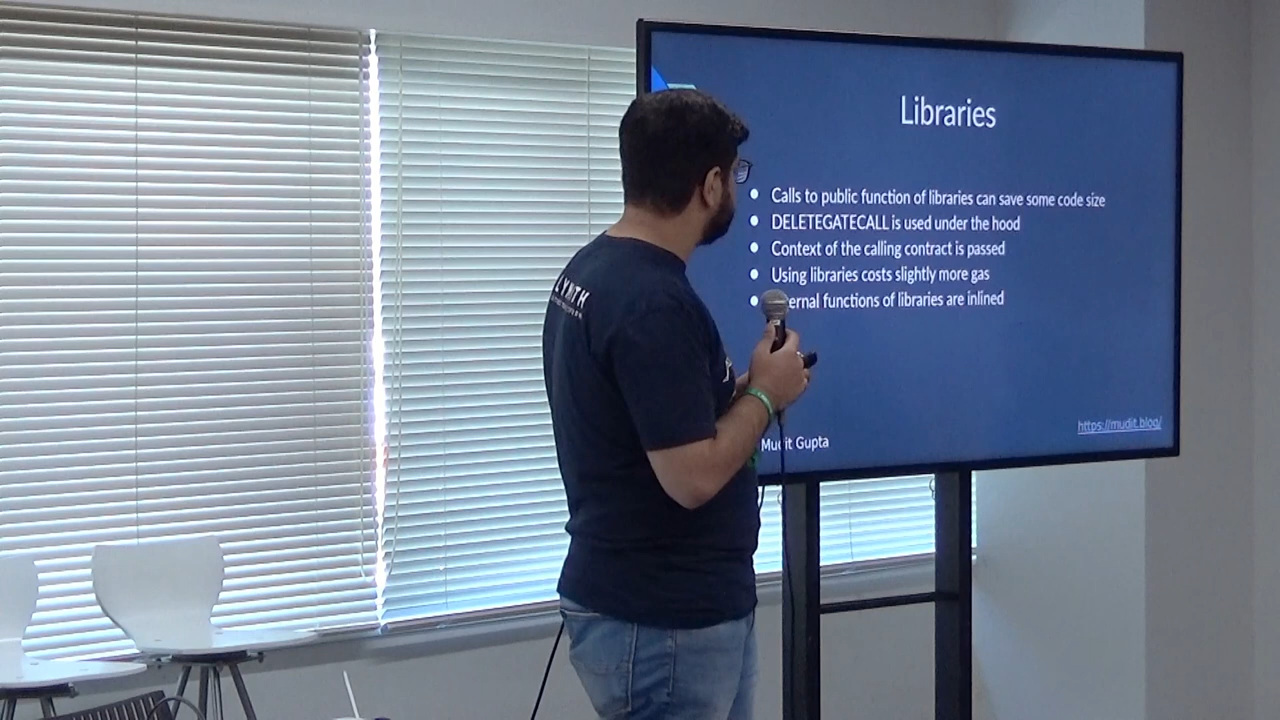 Libraries
Calls to public function of libraries can save some code size
DELETEGATECALL is used under the hood
Context of the calling contract is passed
Using libraries costs slightly more gas
ernal functions of libraries are inlined
https://mudit.blog/
Mudit Gupta